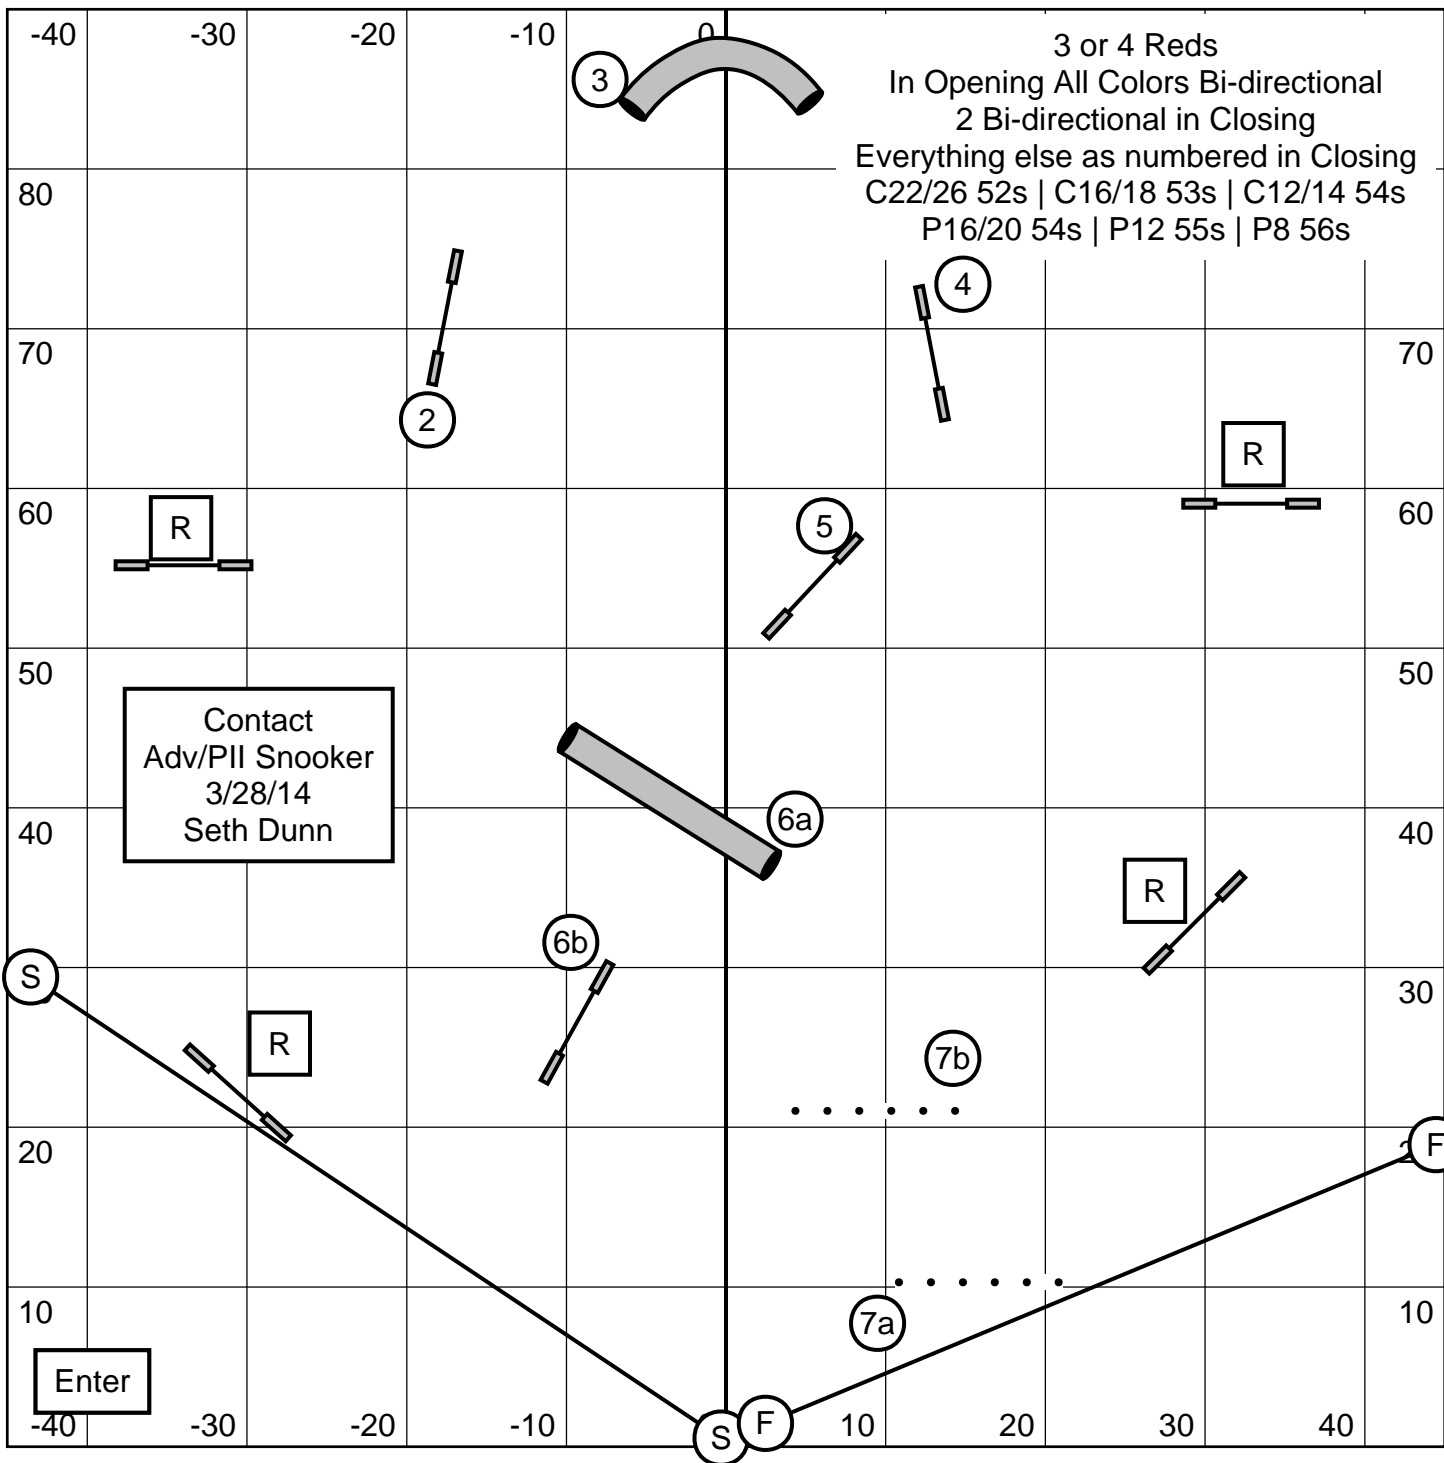 -40 -30 -20 -10 0
3 or 4 Reds
In Opening All Colors Bi-directional
2 Bi-directional in Closing
Everything else as numbered in Closing
C22/26 52s | C16/18 53s | C12/14 54s
P16/20 54s | P12 55s | P8 56s
3
80
4
70 70
2
R
60 60
R
5
50 50
Contact
Adv/PII Snooker
3/28/14
Seth Dunn
6a
40 40
R
6b
S
30
R
7b
20
F
10 10
7a
Enter
-40 -30 -20 -10 S F 10 20 30 40